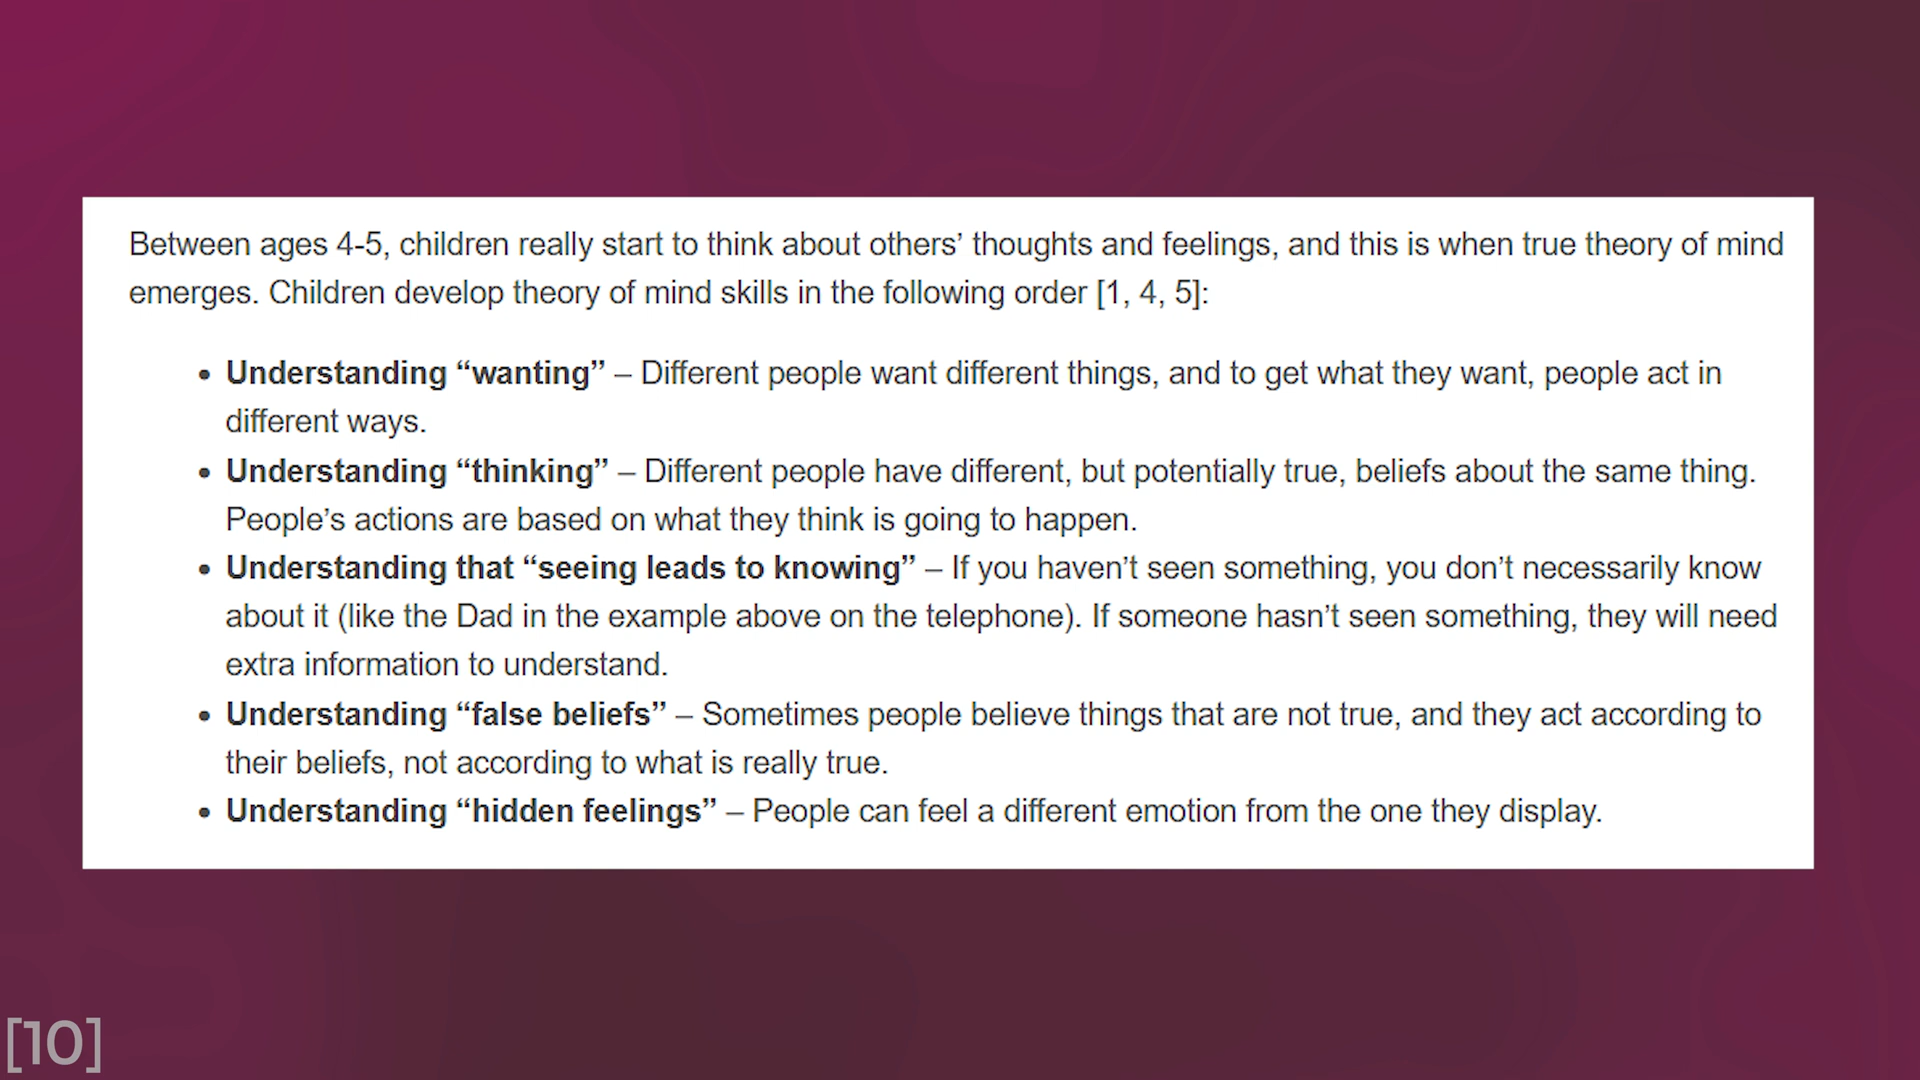 Between ages 4-5, children really start to think about others’ thoughts and feelings, and this is when true theory of mind
emerges. Children develop theory of mind skills in the following order [1, 4, 5]:
• Understanding “wanting” – Different people want different things, and to get what they want, people act in
different ways.
• Understanding “thinking” – Different people have different, but potentially true, beliefs about the same thing.
People’s actions are based on what they think is going to happen.
• Understanding that “seeing leads to knowing” – If you haven’t seen something, you don’t necessarily know
about it (like the Dad in the example above on the telephone). If someone hasn’t seen something, they will need
extra information to understand.
• Understanding “false beliefs” – Sometimes people believe things that are not true, and they act according to
their beliefs, not according to what is really true.
• Understanding “hidden feelings” – People can feel a different emotion from the one they display.
[10]